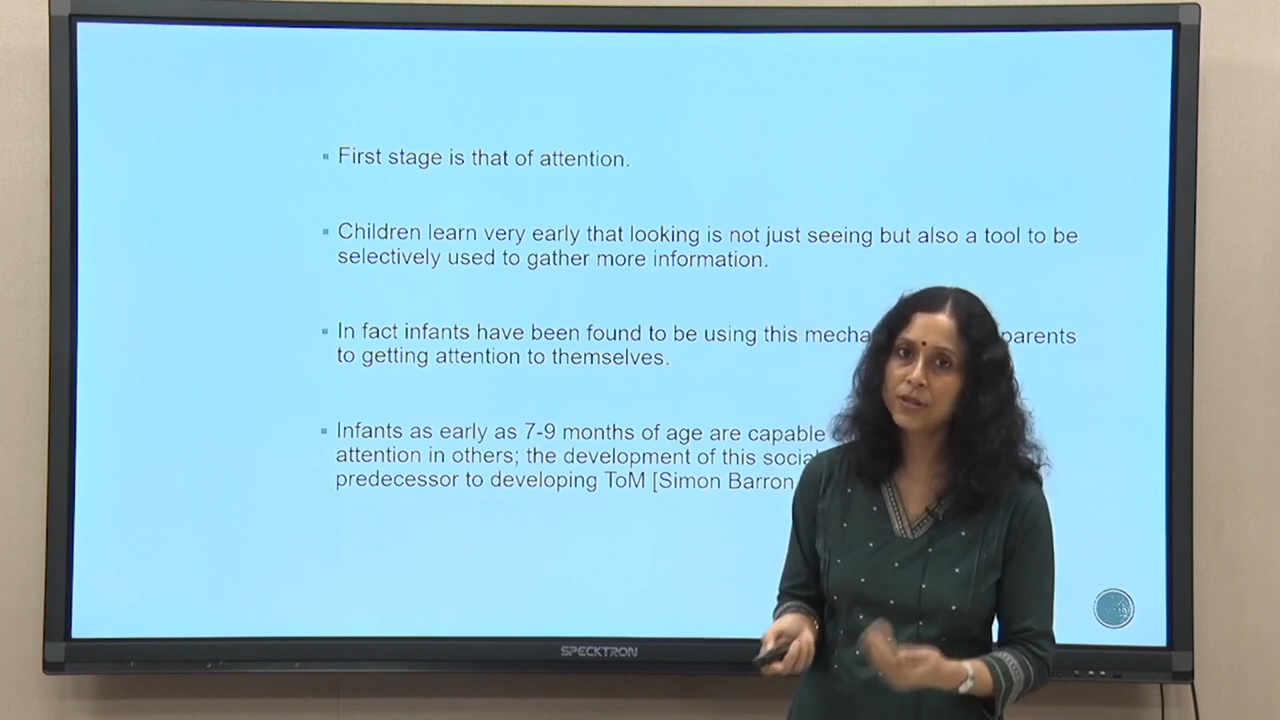 First stage is that of attention.
Children learn very early that looking is not just seeing but also a tool to be
selectively used to gather more information.
In fact infants have been found to be using this mecha parents
to getting attention to themselves.
Infants as early as 7-9 months of age are capable
attention in others; the development of this social
predecessor to developing ToM [Simon Barron
SPECKTRON